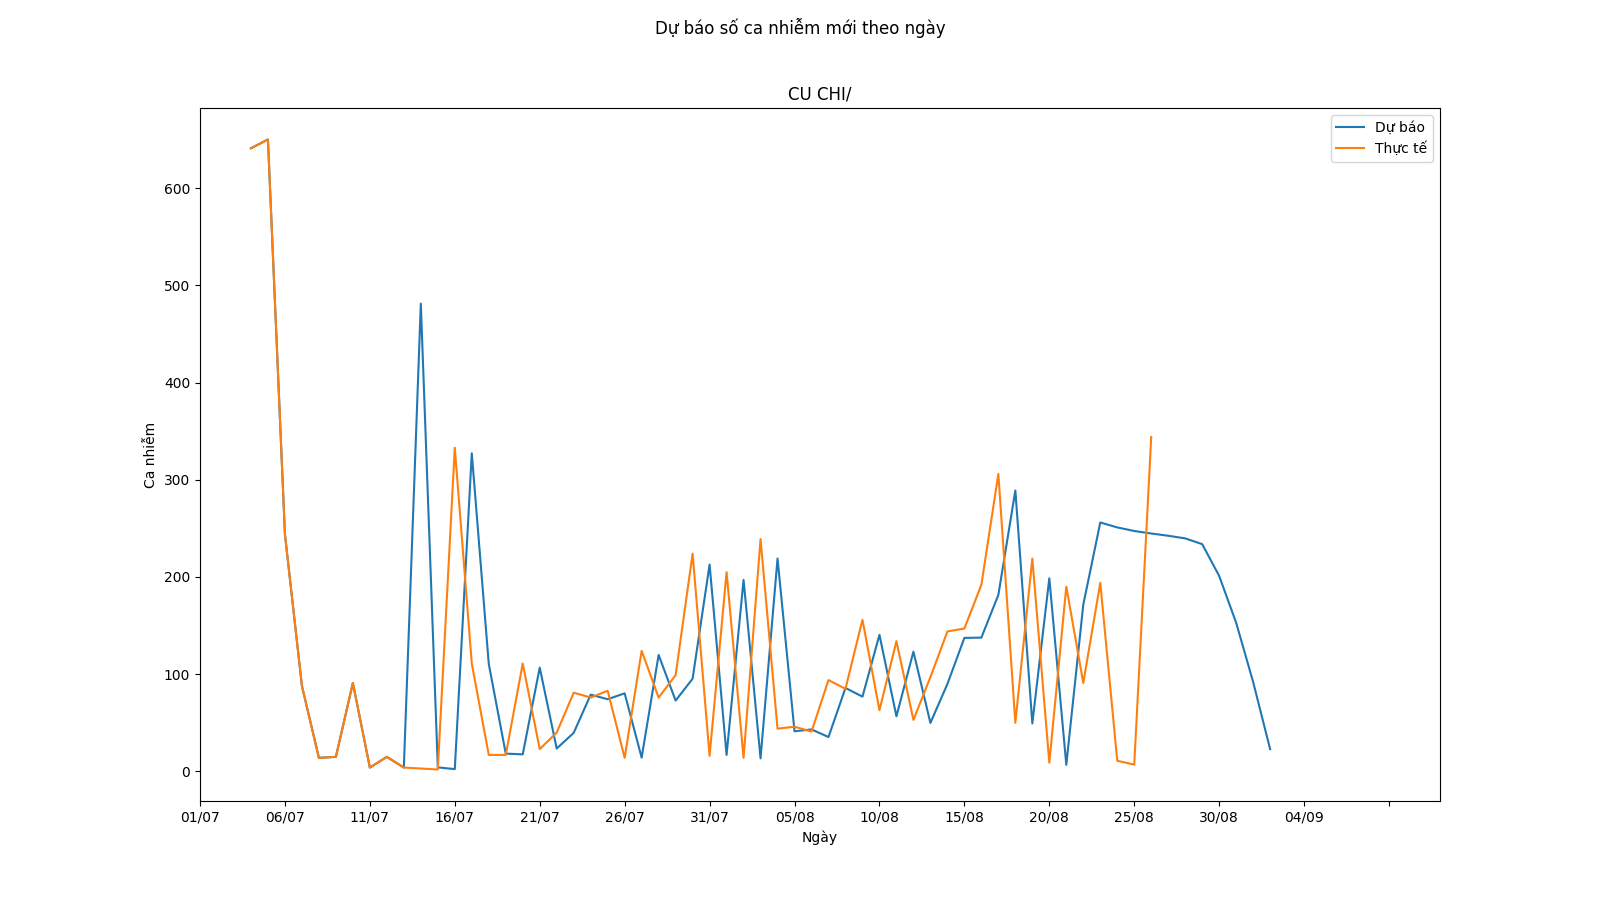 Dự báo số ca nhiễm mới theo ngày
CU CHI/
Dự báo
Thực tế
600
500
400
300
200
100
0
Ca nhiễm
01/07 06/07 11/07 16/07 21/07 26/07 31/07 05/08 10/08 15/08 20/08 25/08 30/08 04/09
Ngày